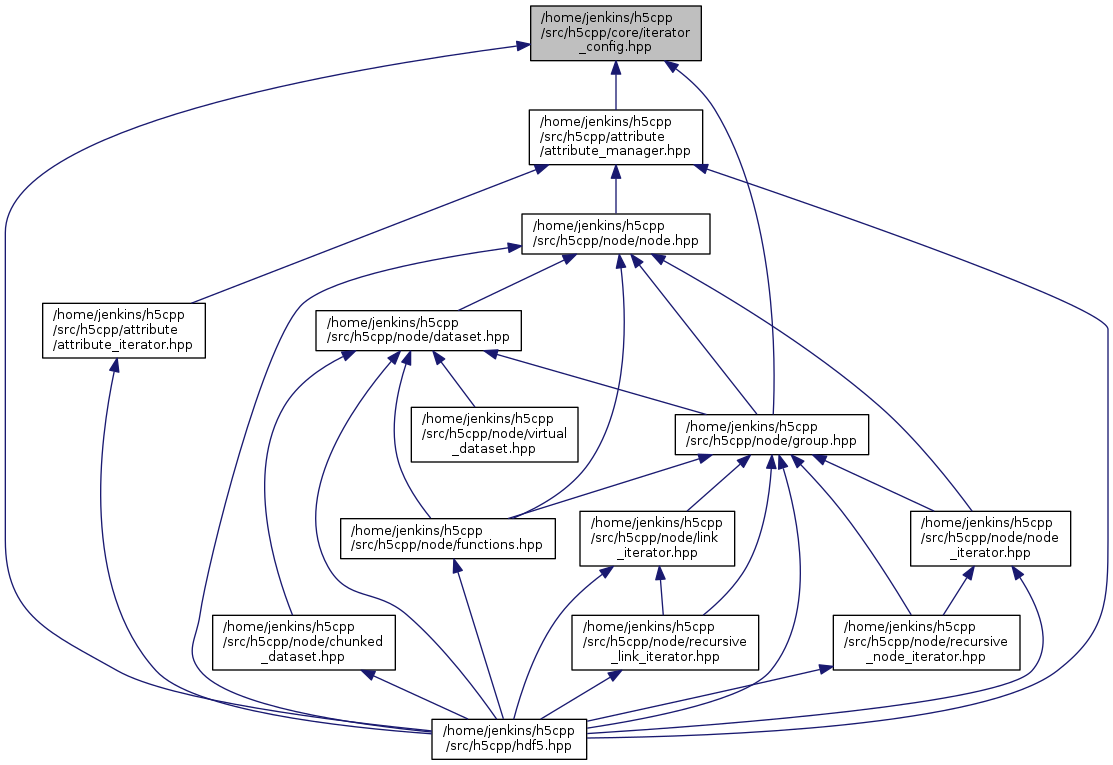 /home/jenkins/h5cpp
/src/h5cpp/core/iterator
_config.hpp
/home/jenkins/h5cpp
/src/h5cpp/attribute
/attribute_manager.hpp
/home/jenkins/h5cpp
/src/h5cpp/node/node.hpp
/home/jenkins/h5cpp
/src/h5cpp/attribute
/attribute_iterator.hpp
/home/jenkins/h5cpp
/src/h5cpp/node/dataset.hpp
/home/jenkins/h5cpp
/src/h5cpp/node/virtual
_dataset.hpp
/home/jenkins/h5cpp
/src/h5cpp/node/group.hpp
/home/jenkins/h5cpp
/src/h5cpp/node/functions.hpp
/home/jenkins/h5cpp
/src/h5cpp/node/link
_iterator.hpp
/home/jenkins/h5cpp
/src/h5cpp/node/node
_iterator.hpp
/home/jenkins/h5cpp
/src/h5cpp/node/chunked
_dataset.hpp
/home/jenkins/h5cpp
/src/h5cpp/node/recursive
_link_iterator.hpp
/home/jenkins/h5cpp
/src/h5cpp/node/recursive
_node_iterator.hpp
/home/jenkins/h5cpp
/src/h5cpp/hdf5.hpp